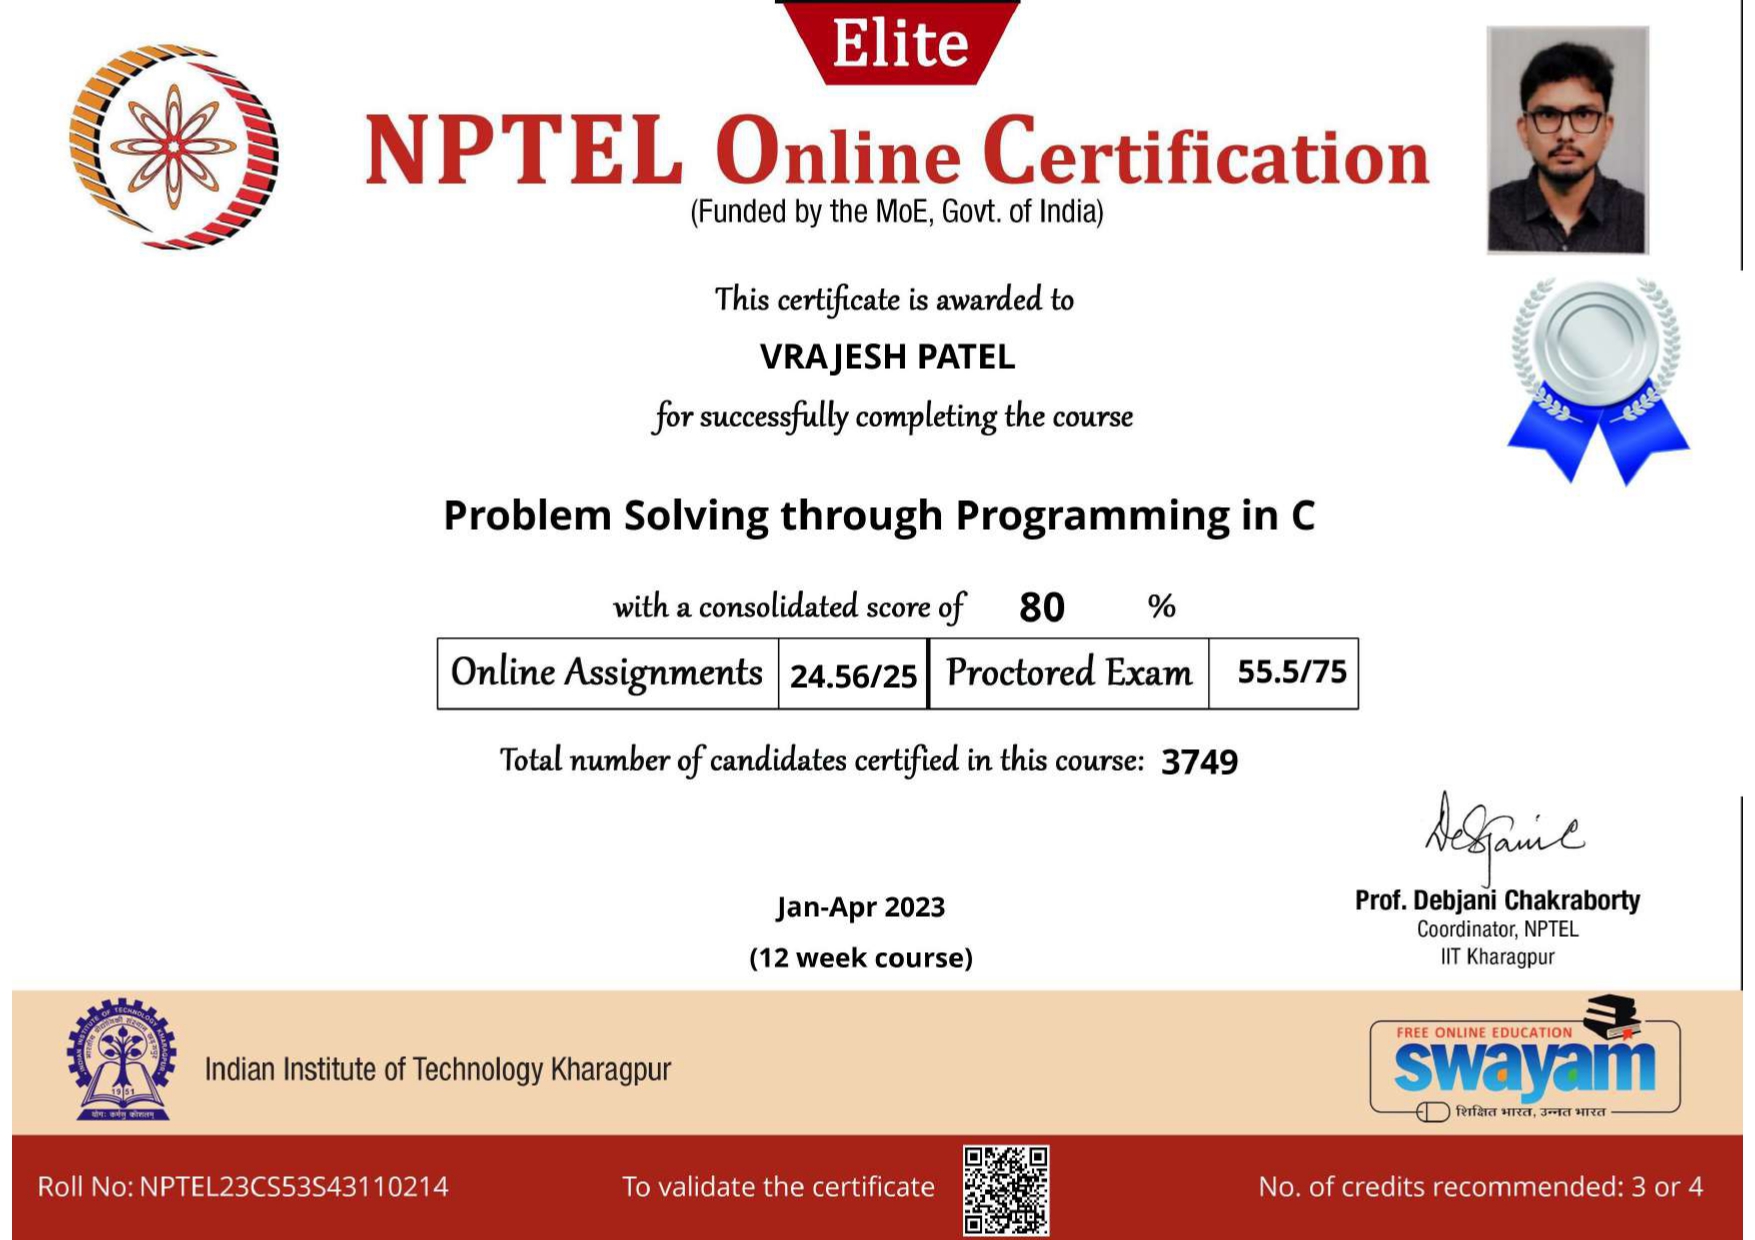 Elite
NPTEL Online Certification
(Funded by the MoE, Govt. of India)
This certificate is awarded to
VRAJESH PATEL
for successfully completing the course
Problem Solving through Programming in C
with a consolidated score of 80 %
Online Assignments 24.56/25 Proctored Exam 55.5/75
Total number of candidates certified in this course: 3749
Jan-Apr 2023
(12 week course)
Prof. Debjani Chakraborty
Coordinator, NPTEL
IIT Kharagpur
1951
योगः कर्मसु कौशलम्
Indian Institute of Technology Kharagpur
FREE ONLINE EDUCATION
swayam
शिक्षित भारत, उन्नत भारत
Roll No: NPTEL23CS53S43110214
To validate the certificate
No. of credits recommended: 3 or 4